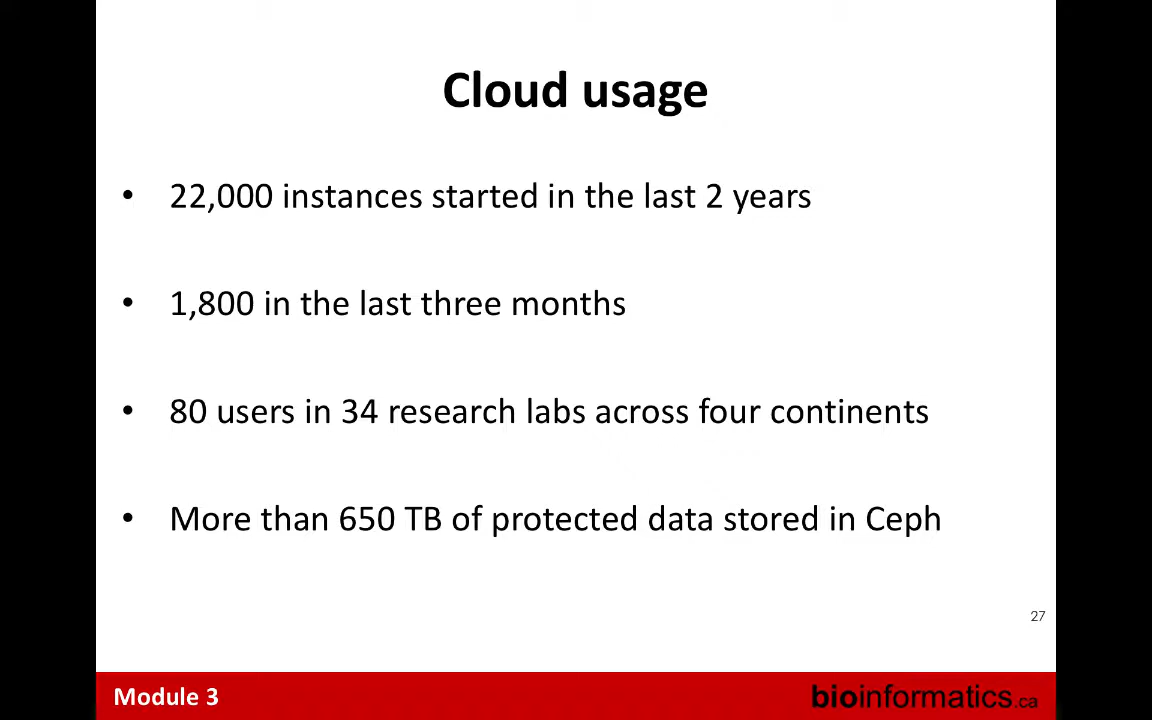 Cloud usage
• 22,000 instances started in the last 2 years
• 1,800 in the last three months
• 80 users in 34 research labs across four continents
• More than 650 TB of protected data stored in Ceph
27
Module 3
bioinformatics.ca